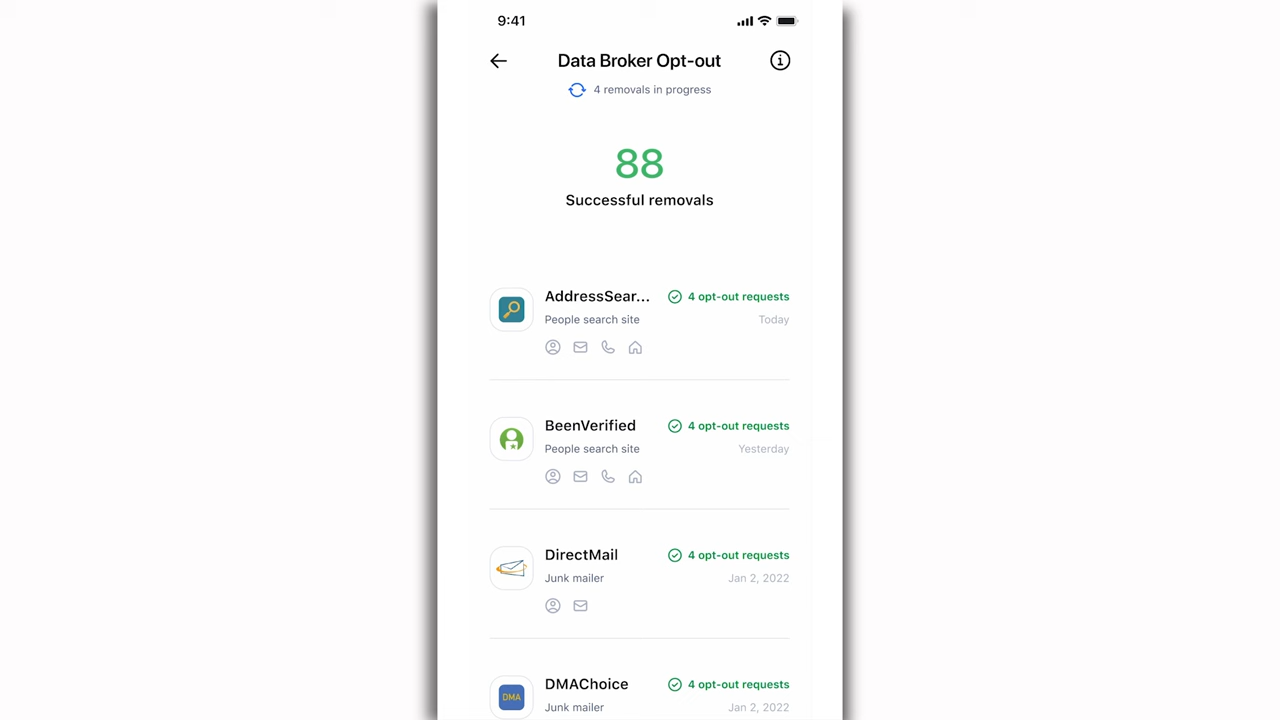 9:41
Data Broker Opt-out
4 removals in progress
88
Successful removals
AddressSear... 4 opt-out requests
People search site Today
BeenVerified 4 opt-out requests
People search site Yesterday
DirectMail 4 opt-out requests
Junk mailer Jan 2, 2022
DMA DMAChoice 4 opt-out requests
Junk mailer Jan 2, 2022